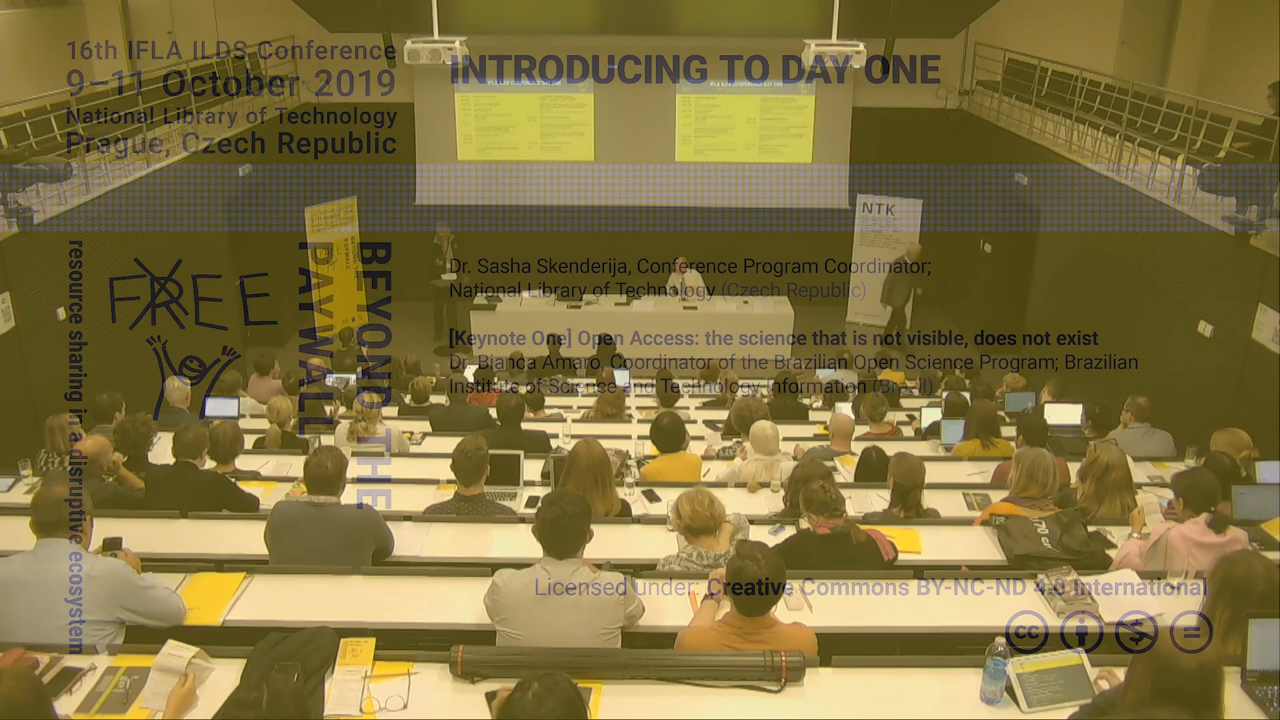 16th IFLA ILDS Conference
9–11 October 2019
National Library of Technology
Prague, Czech Republic
INTRODUCING TO DAY ONE
NTK
resource sharing in a disruptive ecosystem
FREE
BEYOND THE
PAYWALL
Dr. Sasha Skenderija, Conference Program Coordinator;
National Library of Technology (Czech Republic)
[Keynote One] Open Access: the science that is not visible, does not exist
Dr. Bianca Amaro, Coordinator of the Brazilian Open Science Program; Brazilian
Institute of Science and Technology Information (Brazil)
Licensed under: Creative Commons BY-NC-ND 4.0 International
cc